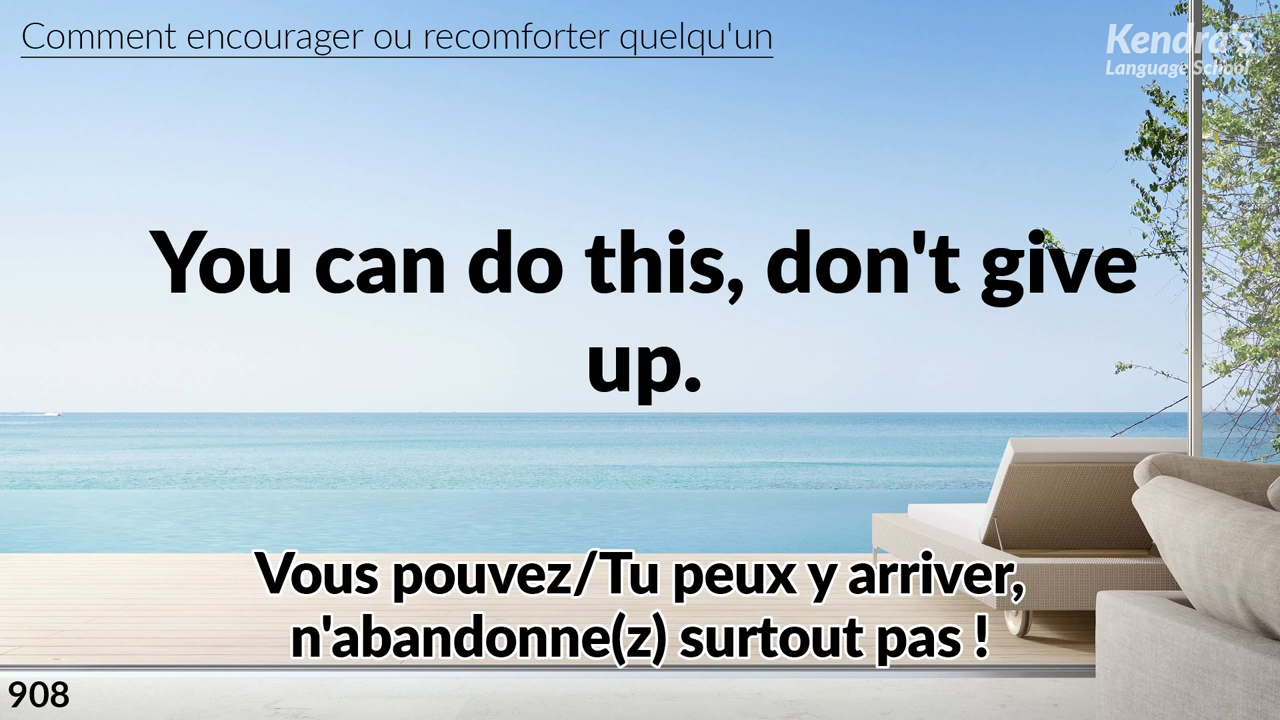 Comment encourager ou recomforter quelqu'un
Kendra's
Language School
You can do this, don't give
up.
Vous pouvez/Tu peux y arriver,
n'abandonne(z) surtout pas !
908